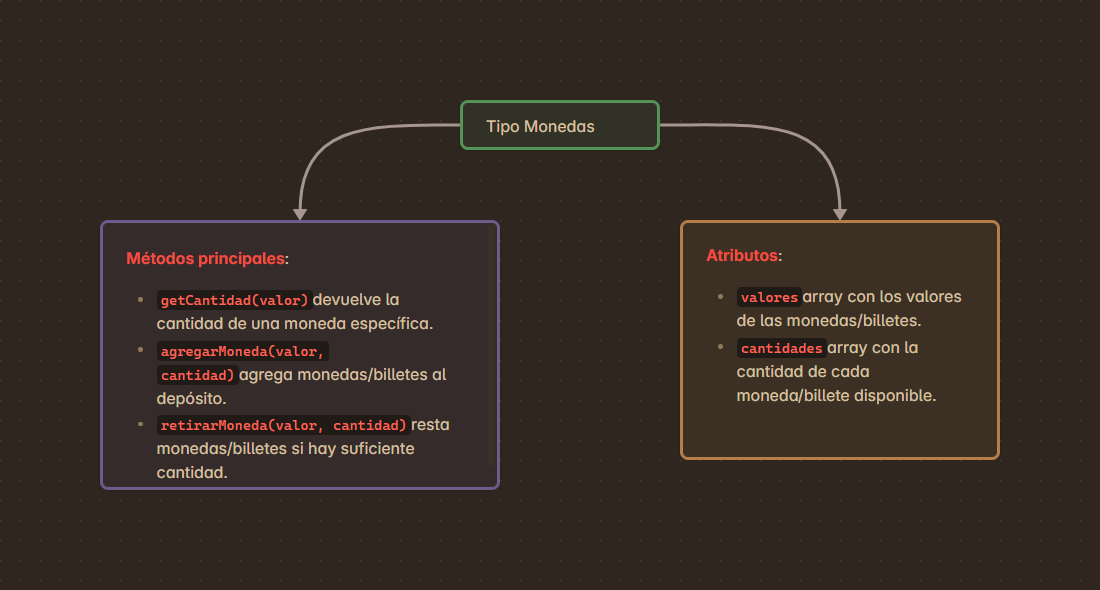 Tipo Monedas
Métodos principales:
getCantidad(valor) devuelve la
cantidad de una moneda específica.
agregarMoneda(valor,
cantidad) agrega monedas/billetes al
depósito.
retirarMoneda(valor, cantidad) resta
monedas/billetes si hay suficiente
cantidad.
Atributos:
valores array con los valores
de las monedas/billetes.
cantidades array con la
cantidad de cada
moneda/billete disponible.